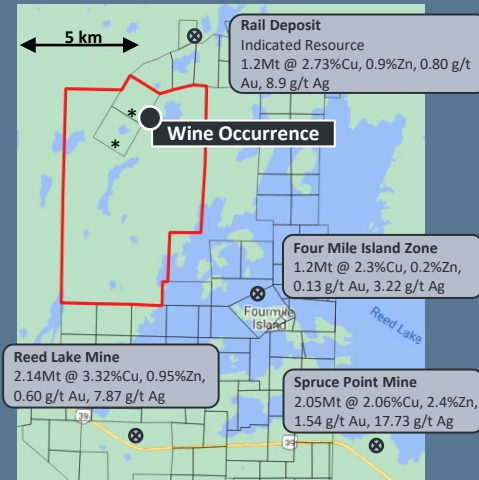 5 km
Rail Deposit
Indicated Resource
1.2Mt @ 2.73%Cu, 0.9%Zn, 0.80 g/t
Au, 8.9 g/t Ag
*
*
Wine Occurrence
Four Mile Island Zone
1.2Mt @ 2.3%Cu, 0.2%Zn,
0.13 g/t Au, 3.22 g/t Ag
Fourmile
Island
Reed Lake
Reed Lake Mine
2.14Mt @ 3.32%Cu, 0.95%Zn,
0.60 g/t Au, 7.87 g/t Ag
Spruce Point Mine
2.05Mt @ 2.06%Cu, 2.4%Zn,
1.54 g/t Au, 17.73 g/t Ag
39
39